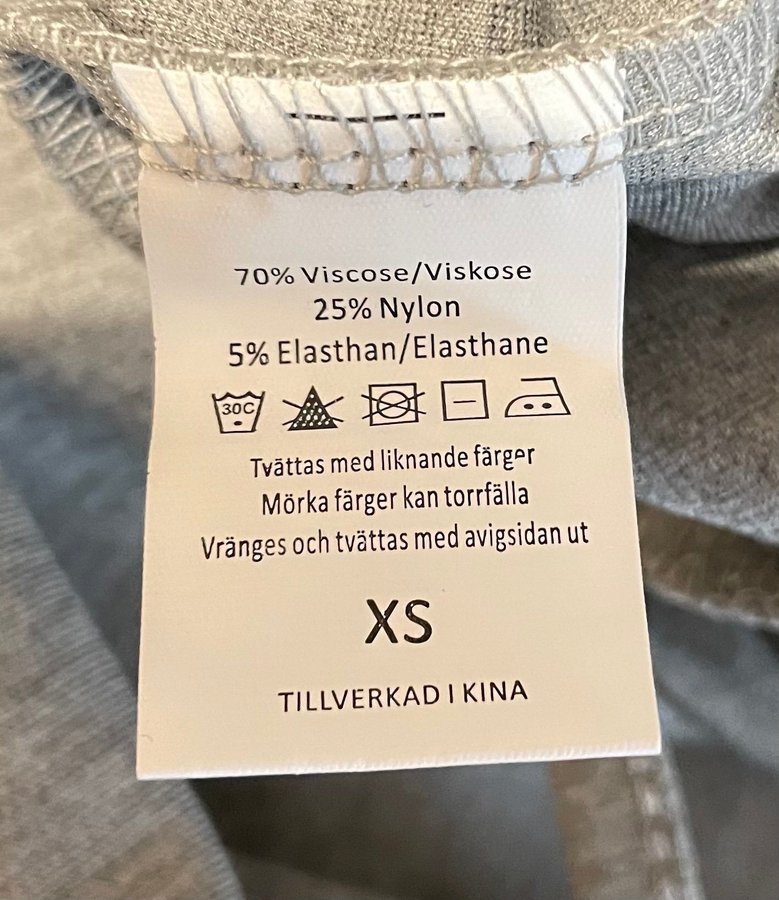 70% Viscose/Viskose
25% Nylon
5% Elasthan/Elasthane
30C
Tvättas med liknande färger
Mörka färger kan torrfälla
Vränges och tvättas med avigsidan ut
XS
TILLVERKAD I KINA